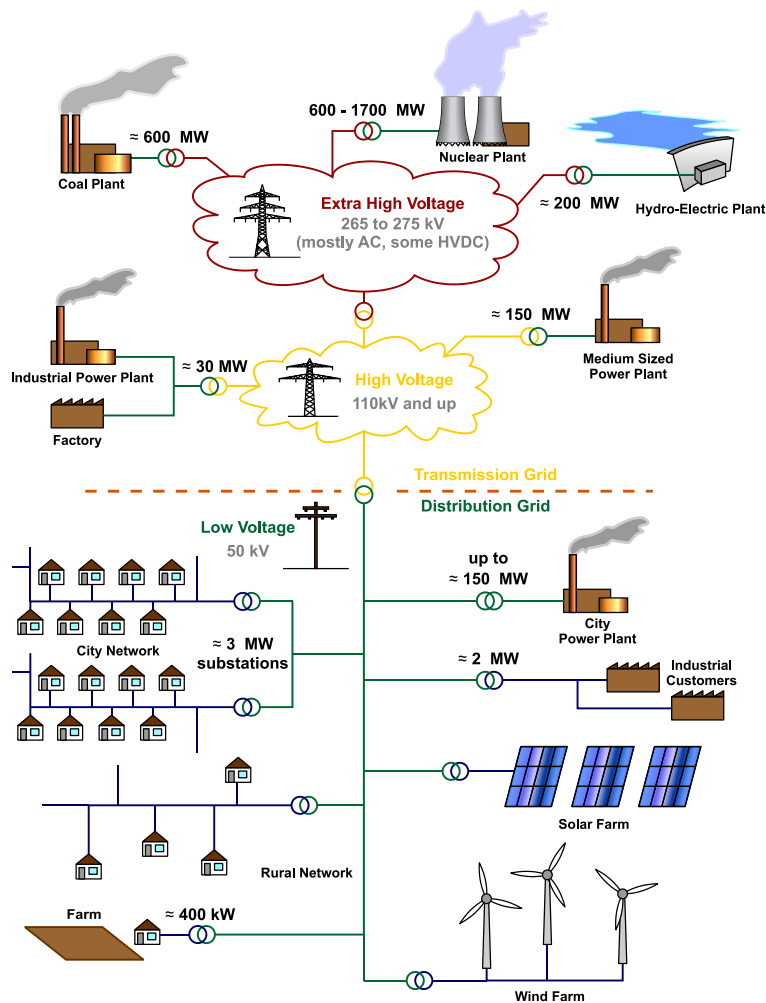 600 - 1700 MW
≈ 600 MW
Nuclear Plant
Coal Plant
Extra High Voltage
265 to 275 kV
(mostly AC, some HVDC)
≈ 200 MW
Hydro-Electric Plant
≈ 150 MW
Medium Sized
Power Plant
≈ 30 MW
Industrial Power Plant
High Voltage
110kV and up
Factory
Transmission Grid
Distribution Grid
Low Voltage
50 kV
up to
≈ 150 MW
City
Power Plant
City Network
≈ 3 MW
substations
≈ 2 MW
Industrial
Customers
Solar Farm
Rural Network
Farm
≈ 400 kW
Wind Farm